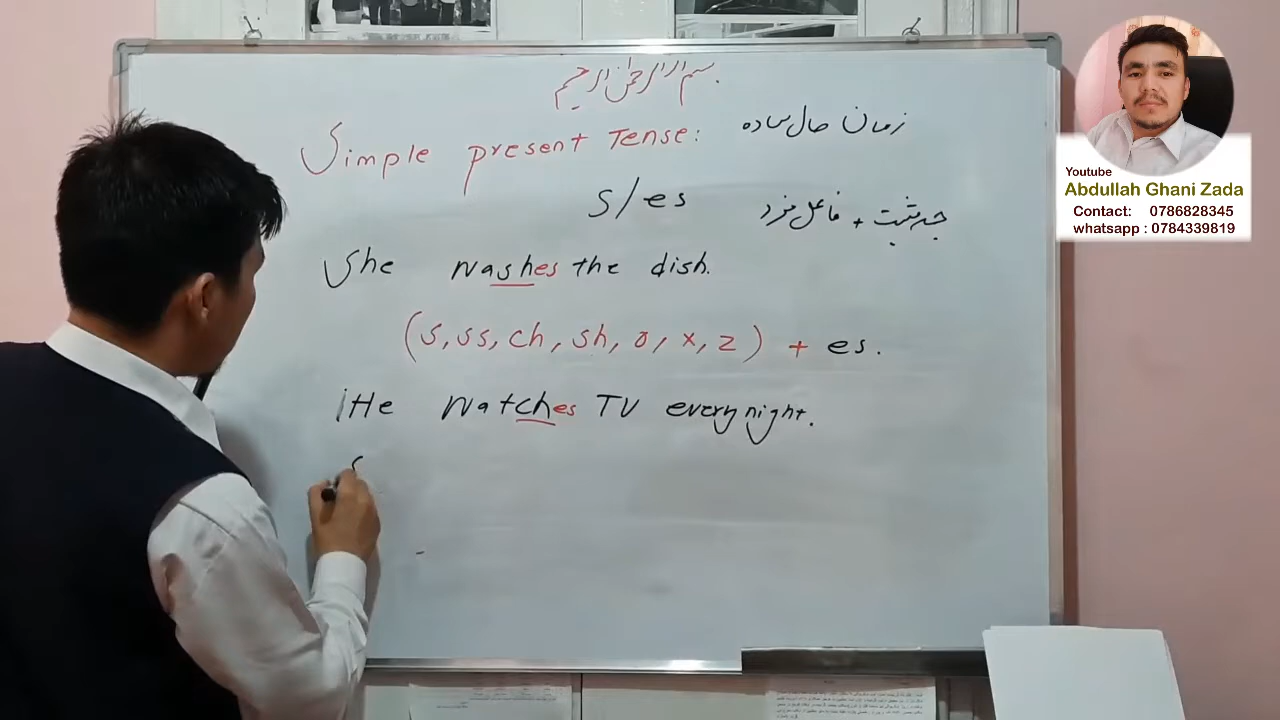 بسم الله الرحمن الرحیم
Simple present Tense: زمان حال ساده
s/es جمله مثبت + فاعل مفرد
She washes the dish.
(s, ss, ch, sh, o, x, z) + es.
He watches TV every night.
Youtube
Abdullah Ghani Zada
Contact: 0786828345
whatsapp : 0784339819